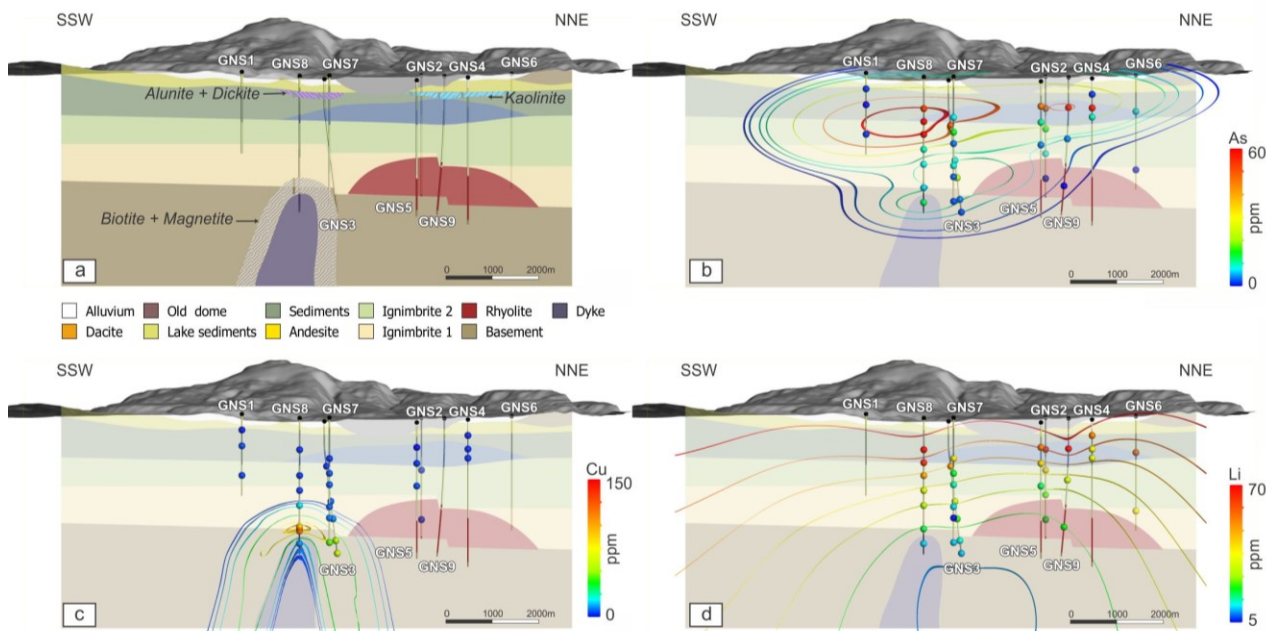 SSW
NNE
GNS1
GNS8
GNS7
GNS2
GNS4
GNS6
Alunite + Dickite
Kaolinite
Biotite + Magnetite
GNS3
GNS5
GNS9
a
0 1000 2000m
SSW
NNE
GNS1
GNS8
GNS7
GNS2
GNS4
GNS6
GNS3
GNS5
GNS9
b
0 1000 2000m
As
60
ppm
0
Alluvium
Old dome
Sediments
Ignimbrite 2
Rhyolite
Dyke
Dacite
Lake sediments
Andesite
Ignimbrite 1
Basement
SSW
NNE
GNS1
GNS8
GNS7
GNS2
GNS4
GNS6
GNS3
GNS5
GNS9
c
0 1000 2000m
Cu
150
ppm
0
SSW
NNE
GNS1
GNS8
GNS7
GNS2
GNS4
GNS6
GNS3
GNS5
GNS9
d
0 1000 2000m
Li
70
ppm
5